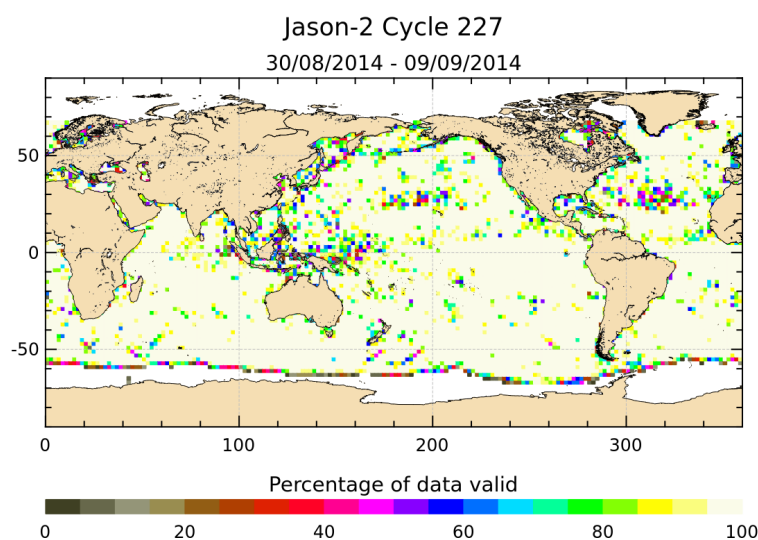 Jason-2 Cycle 227
30/08/2014 - 09/09/2014
50
0
-50
0 100 200 300
Percentage of data valid
0 20 40 60 80 100